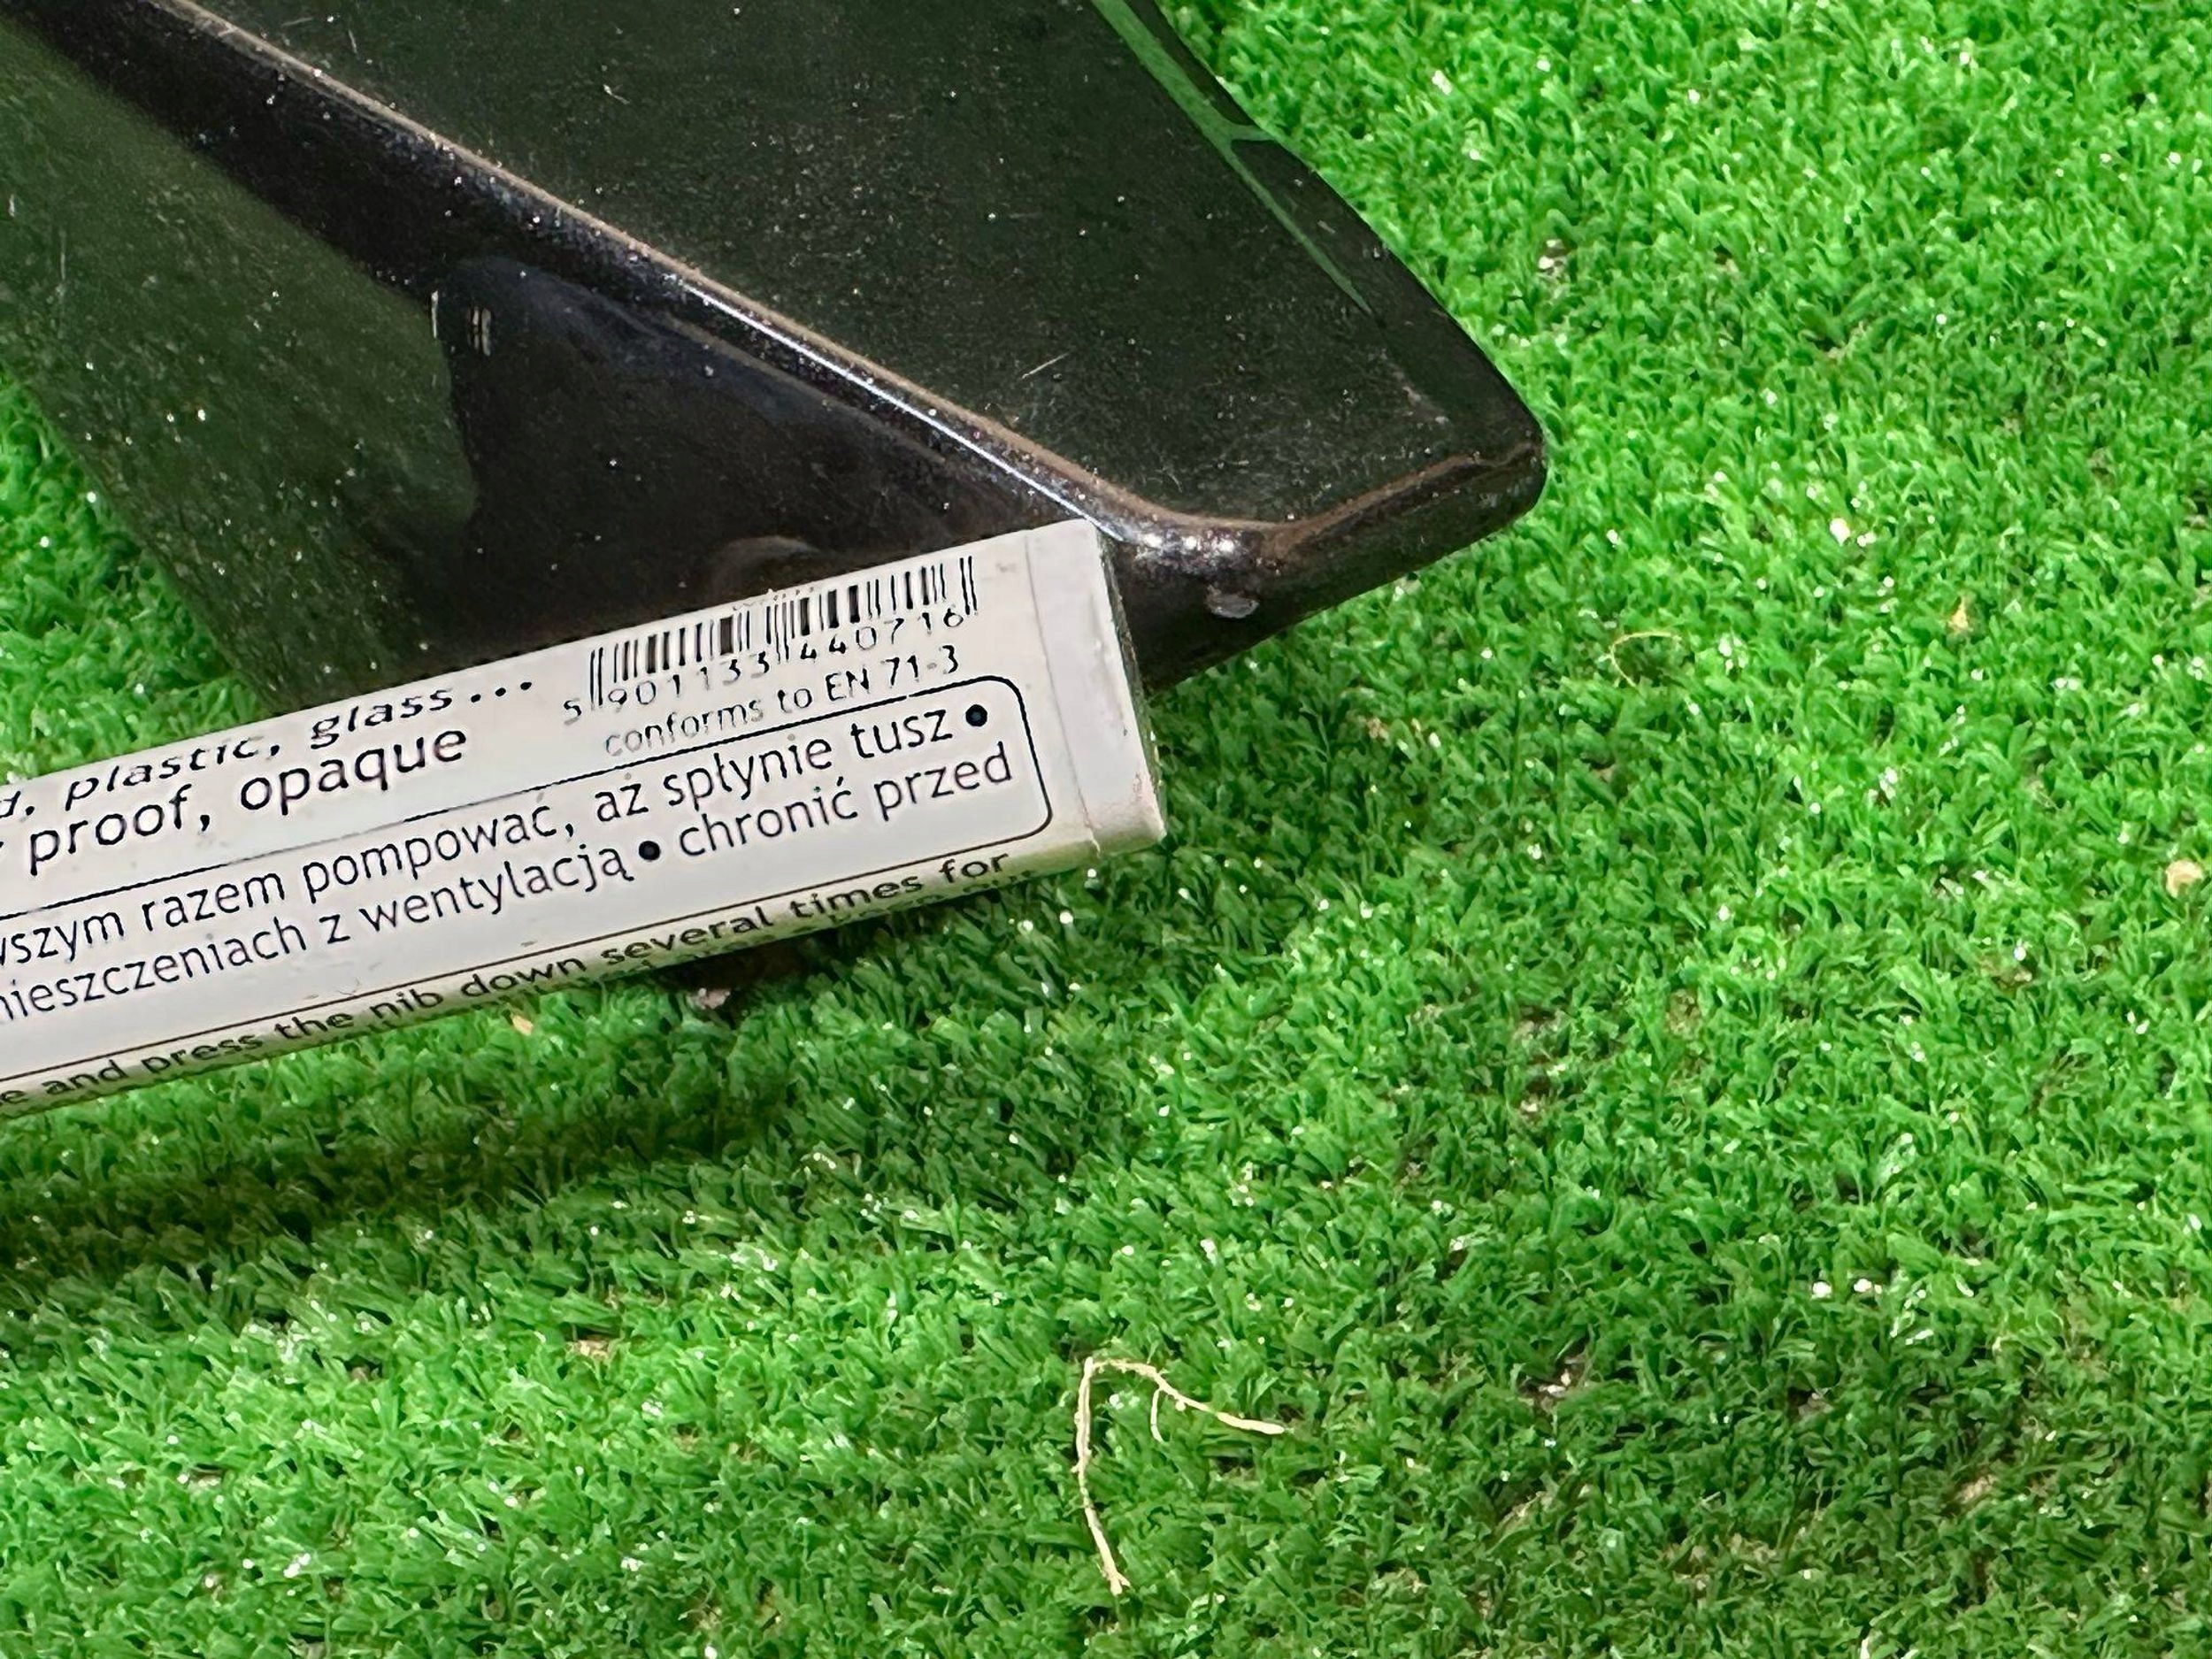 plastic, glass...
proof, opaque
5 901133 440716
conforms to EN 71-3
razem pompować, aż spłynie tusz •
z wentylacją • chronić przed
and press the nib down several times for